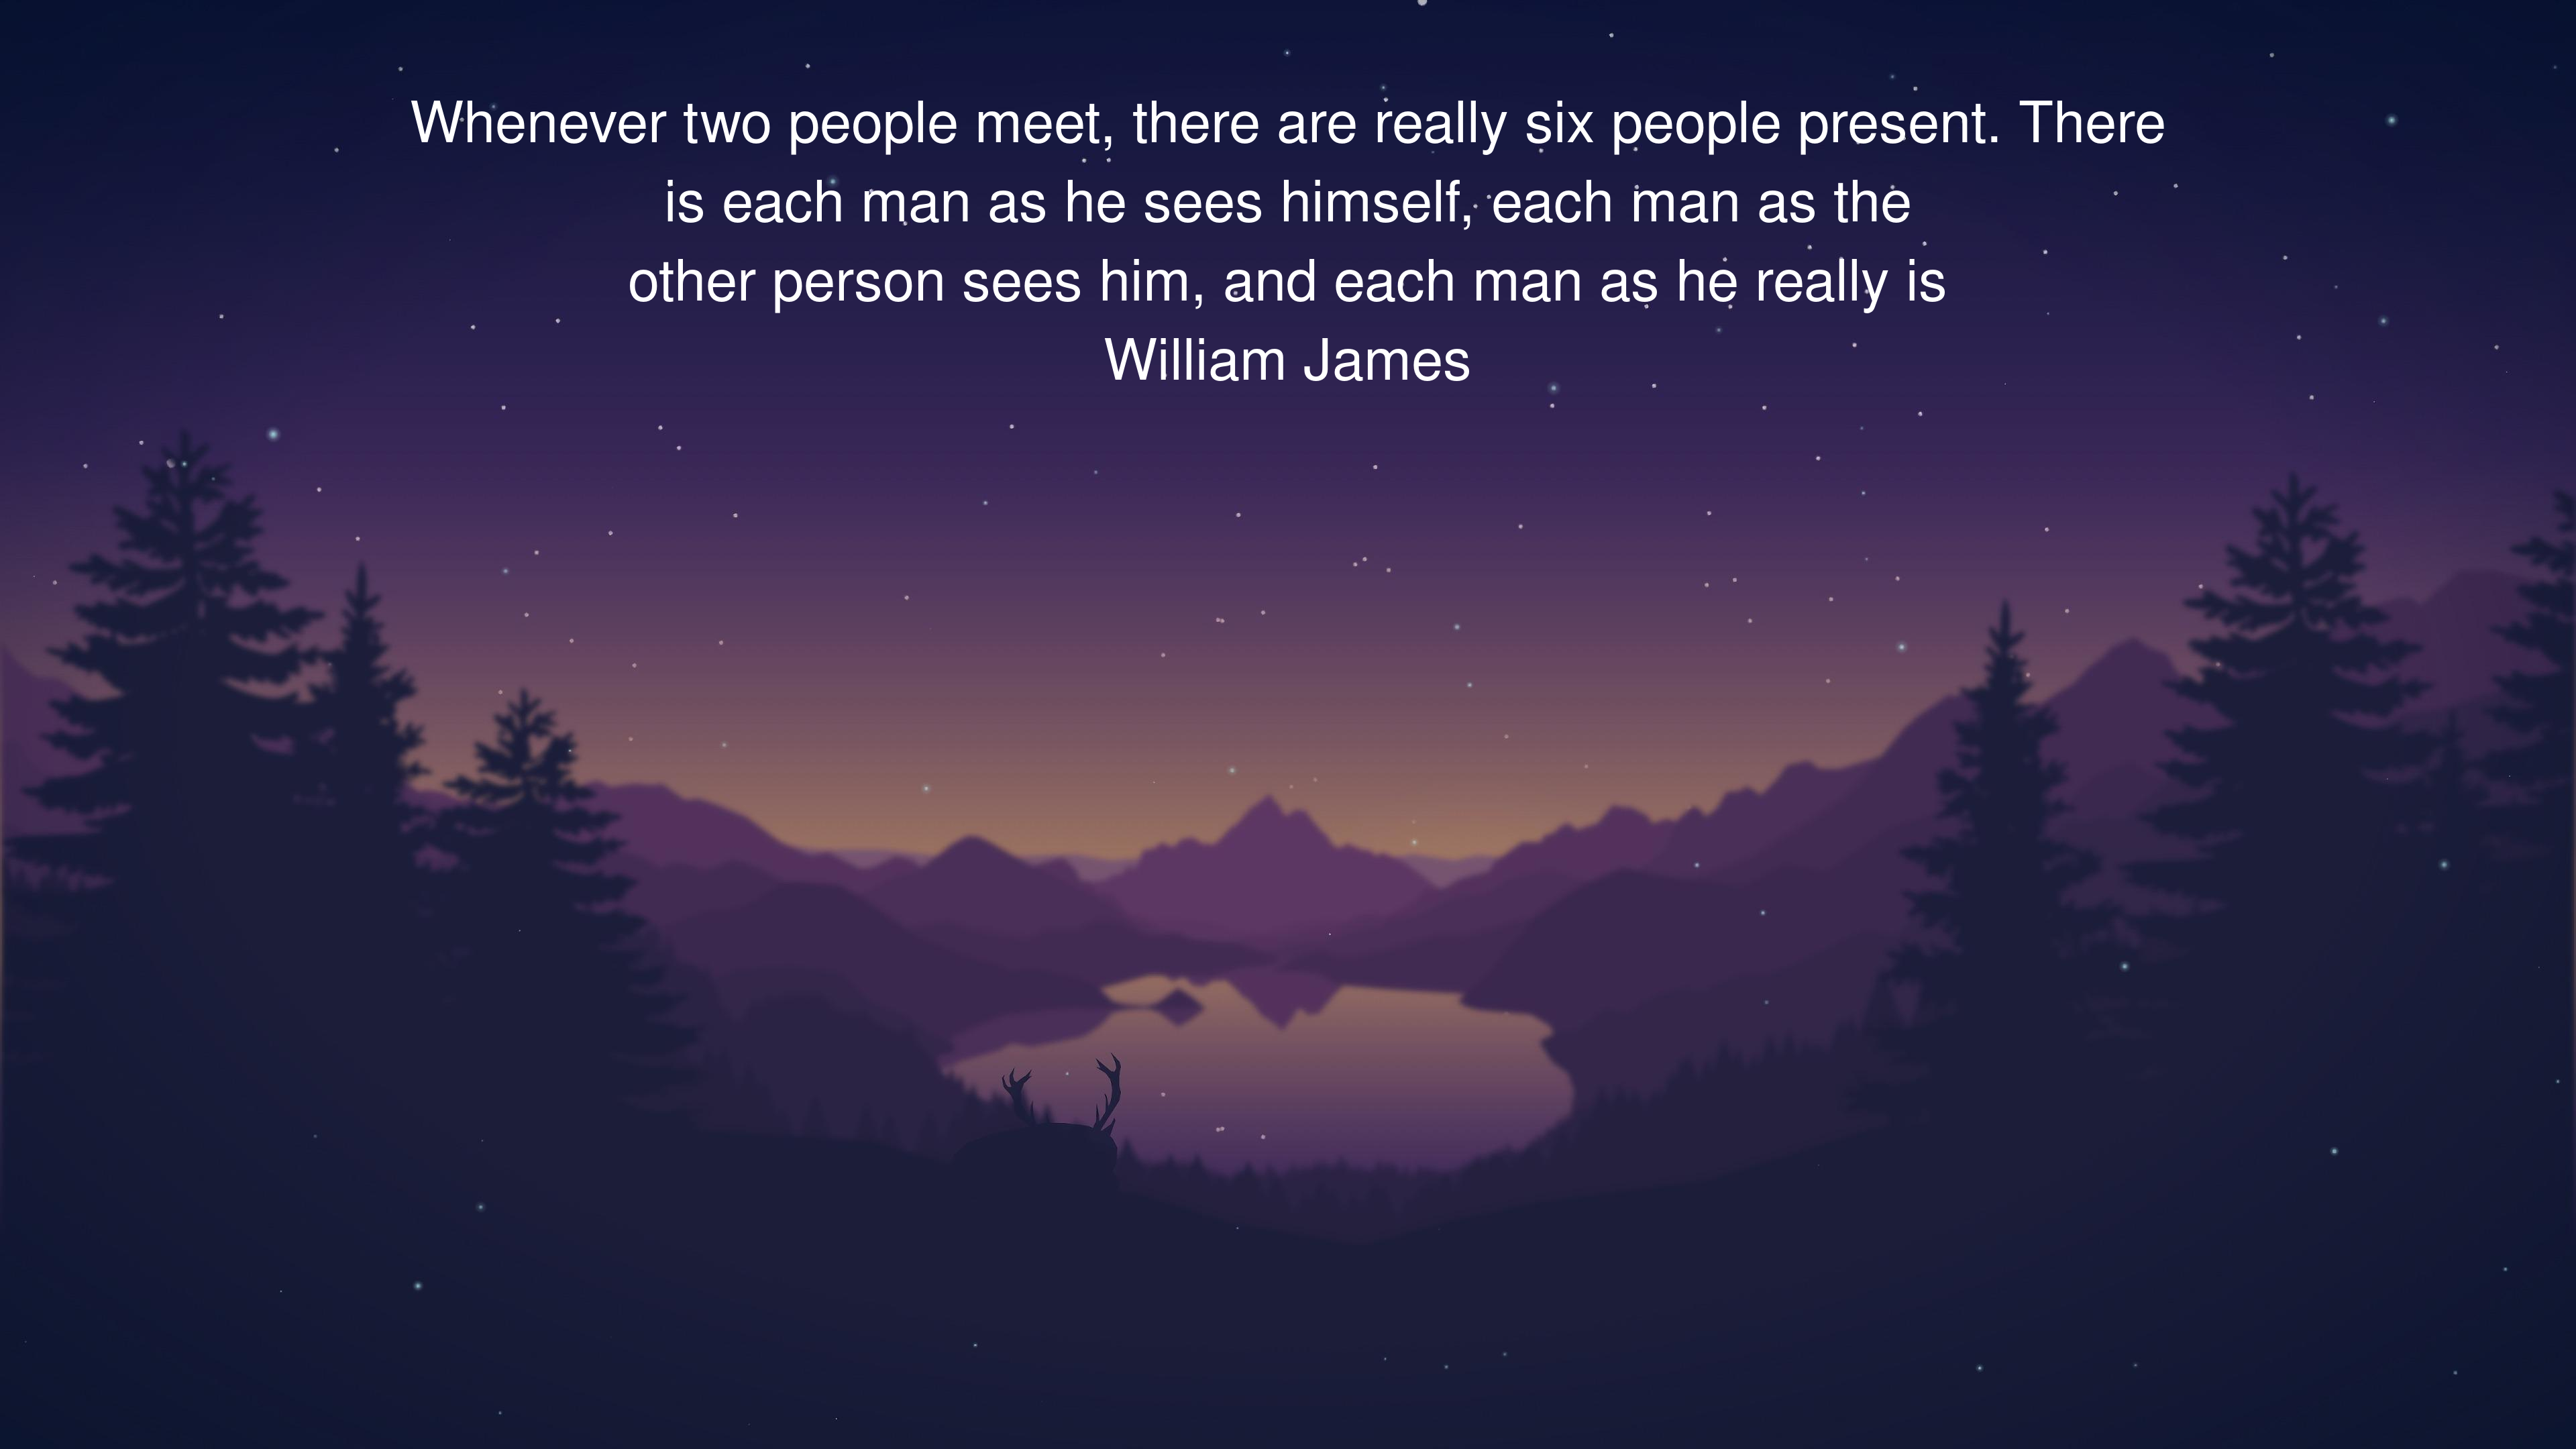 Whenever two people meet, there are really six people present. There
is each man as he sees himself, each man as the
other person sees him, and each man as he really is
William James